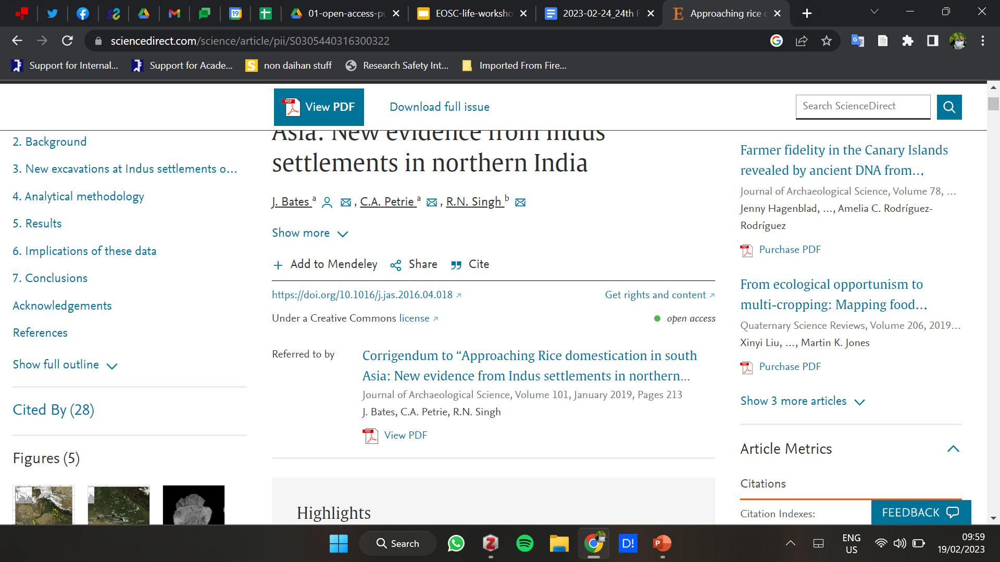 01-open-access-pu
EOSC-life-worksho
2023-02-24_24th F
Approaching rice c
sciencedirect.com/science/article/pii/S0305440316300322
Support for Internal...
Support for Acade...
non daihan stuff
Research Safety Int...
Imported From Fire...
View PDF
Download full issue
Search ScienceDirect
2. Background
3. New excavations at Indus settlements o...
4. Analytical methodology
5. Results
6. Implications of these data
7. Conclusions
Acknowledgements
References
Show full outline
Cited By (28)
Figures (5)
Asia: New evidence from Indus
settlements in northern India
J. Bates a , C.A. Petrie a , R.N. Singh b
Show more
Add to Mendeley Share Cite
https://doi.org/10.1016/j.jas.2016.04.018
Get rights and content
Under a Creative Commons license
open access
Referred to by
Corrigendum to “Approaching Rice domestication in south
Asia: New evidence from Indus settlements in northern...
Journal of Archaeological Science, Volume 101, January 2019, Pages 213
J. Bates, C.A. Petrie, R.N. Singh
View PDF
Highlights
Farmer fidelity in the Canary Islands
revealed by ancient DNA from...
Journal of Archaeological Science, Volume 78, ...
Jenny Hagenblad, ..., Amelia C. Rodríguez-
Rodríguez
Purchase PDF
From ecological opportunism to
multi-cropping: Mapping food...
Quaternary Science Reviews, Volume 206, 2019...
Xinyi Liu, ..., Martin K. Jones
Purchase PDF
Show 3 more articles
Article Metrics
Citations
Citation Indexes:
FEEDBACK
Search
D!
ENG
US
09:59
19/02/2023